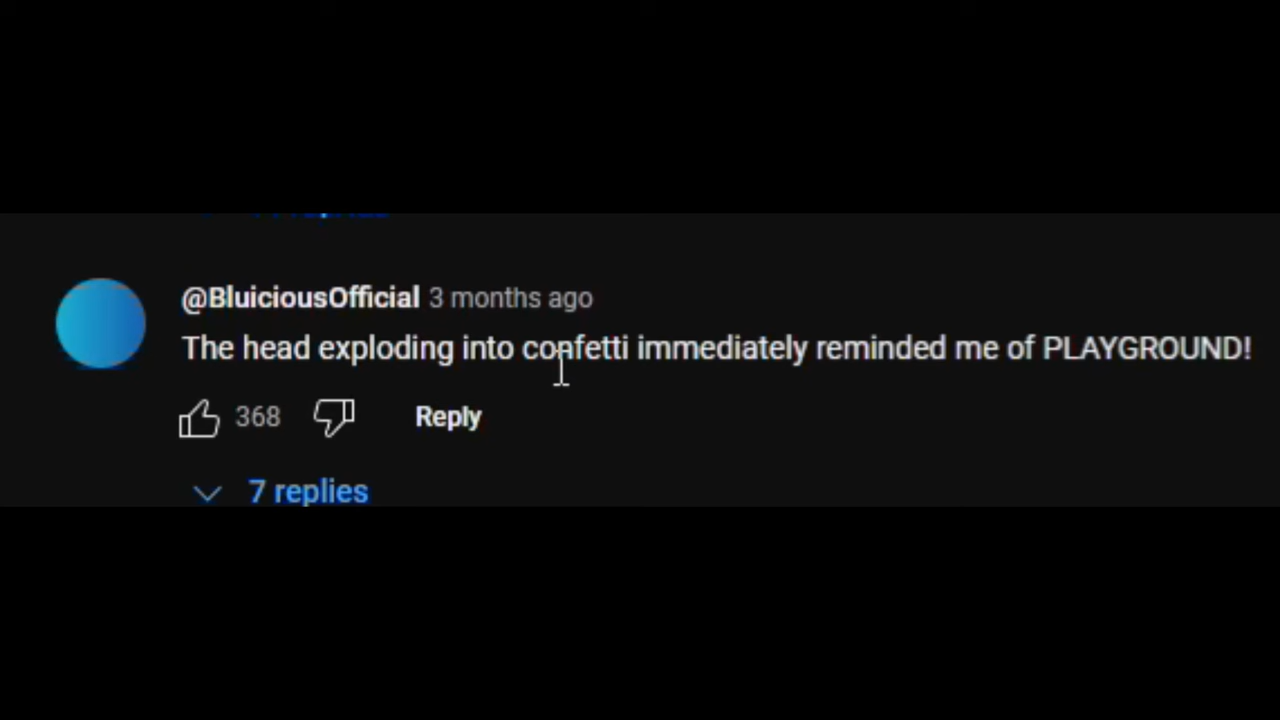 @BluiciousOfficial 3 months ago
The head exploding into confetti immediately reminded me of PLAYGROUND!
368 Reply
7 replies